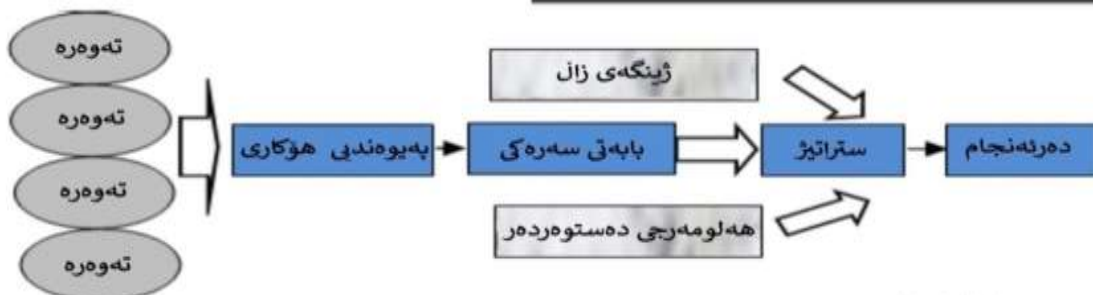 تەوەرە
تەوەرە
تەوەرە
تەوەرە
پەیوەندیی هۆکاری
بابەتی سەرەکی
ژینگەی زاڵ
هەلومەرجی دەستوەردەر
ستراتیژ
دەرئەنجام